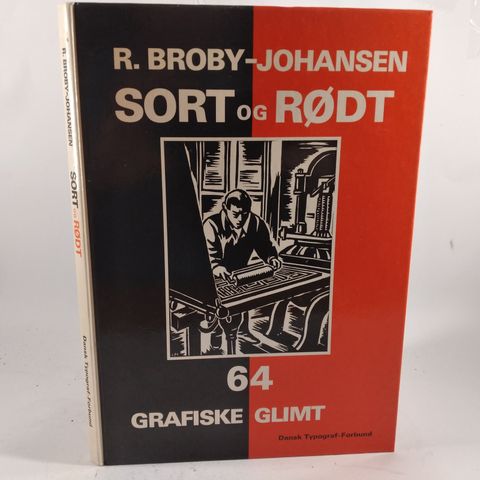 R. BROBY-JOHANSEN
SORT OG RØDT
64
GRAFISKE GLIMT
Dansk Typograf-Forbund
R. BROBY-JOHANSEN
SORT OG RØDT
Dansk Typograf-Forbund